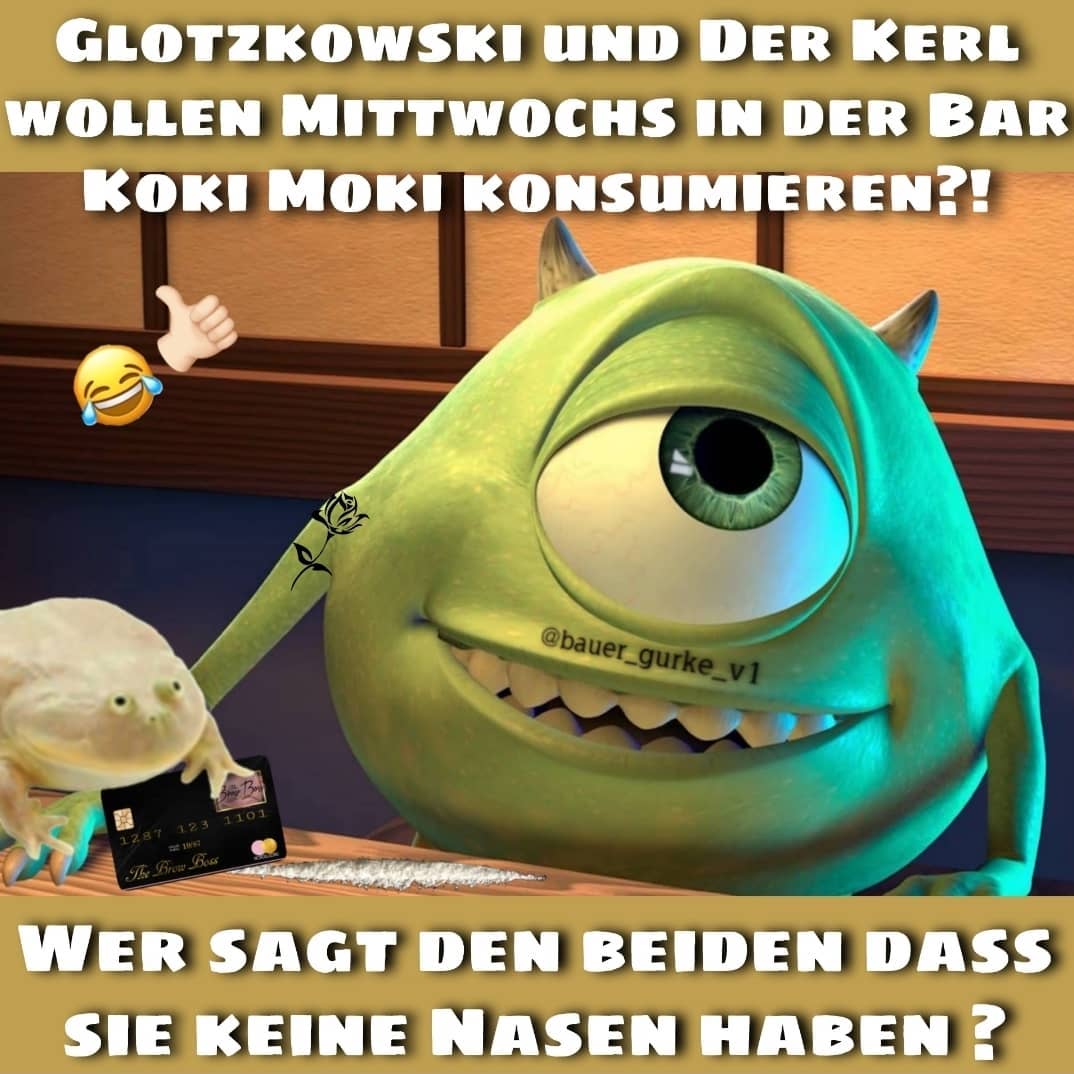 Glotzkowski und Der Kerl
wollen Mittwochs in der Bar
Koki Moki konsumieren?!
@bauer_gurke_v1
1287 123 1101
The Brow Boss
Wer sagt den beiden dass
sie keine Nasen haben ?